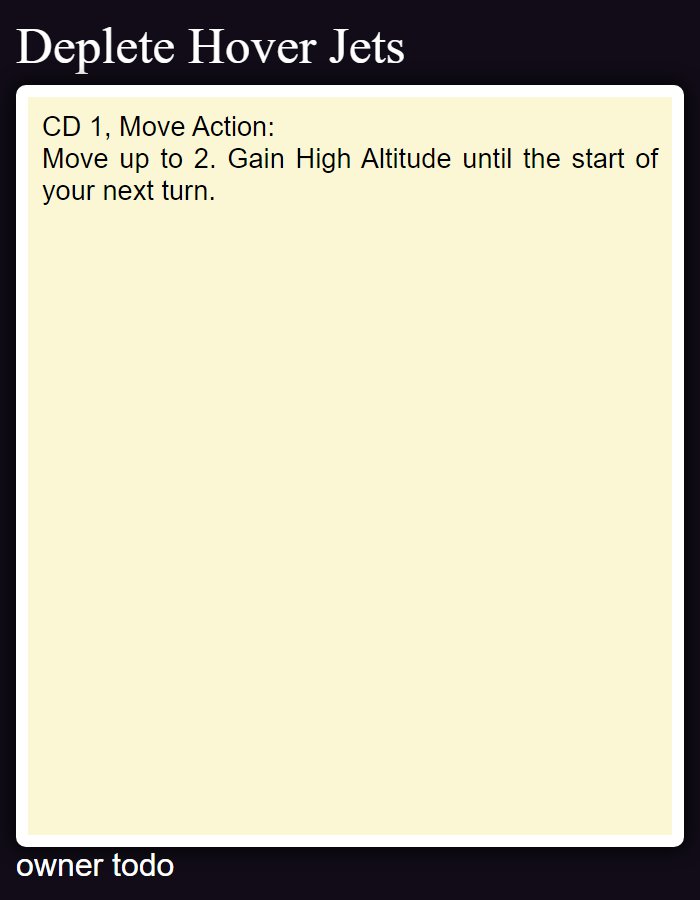 Deplete Hover Jets
CD 1, Move Action:
Move up to 2. Gain High Altitude until the start of
your next turn.
owner todo